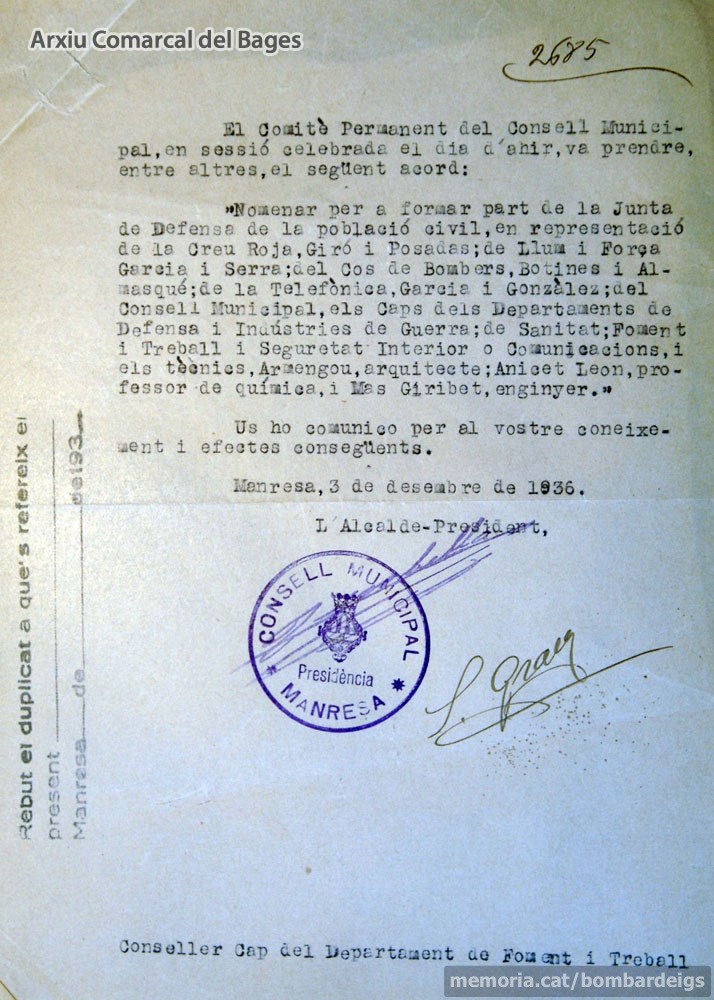 Arxiu Comarcal del Bages
2685
El Comitè Permanent del Consell Munici-
pal,en sessió celebrada el dia d'ahir,va prendre,
entre altres,el següent acord:
"Nomenar per a formar part de la Junta
de Defensa de la població civil,en representació
de la Creu Roja,Giró i Posadas;de Llum i Força
Garcia i Serra;del Cos de Bombers,Botines i Al-
masqué;de la Telefònica,Garcia i Gonzàlez;del
Consell Municipal,els Caps dels Departaments de
Defensa i Indústries de Guerra;de Sanitat;Foment
i Treball i Seguretat Interior o Comunicacions,i
els tècnics,Armengou,arquitecte;Anicet Leon,pro-
fessor de química,i Mas Giribet,enginyer."
Us ho comunico per al vostre coneixe-
ment i efectes consegüents.
Manresa,3 de desembre de 1936.
L'Alcalde-President,
CONSELL MUNICIPAL
Presidència
* MANRESA *
Rebut el duplicat a que's refereix el
present
Manresa de de193
Conseller Cap del Departament de Foment i Treball
memoria.cat/bombardeigs